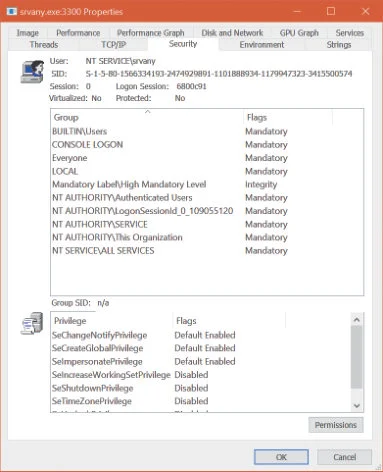 srvany.exe:3300 Properties
Image Performance Performance Graph Disk and Network GPU Graph Services
Threads TCP/IP Security Environment Strings
User: NT SERVICE\srvany
SID: S-1-5-80-1566334193-2474929891-1101888934-1179947323-3415500574
Session: 0 Logon Session: 6800c91
Virtualized: No Protected: No
Group Flags
BUILTIN\Users Mandatory
CONSOLE LOGON Mandatory
Everyone Mandatory
LOCAL Mandatory
Mandatory Label\High Mandatory Level Integrity
NT AUTHORITY\Authenticated Users Mandatory
NT AUTHORITY\LogonSessionId_0_109055120 Mandatory
NT AUTHORITY\SERVICE Mandatory
NT AUTHORITY\This Organization Mandatory
NT SERVICE\ALL SERVICES Mandatory
Group SID: n/a
Privilege Flags
SeChangeNotifyPrivilege Default Enabled
SeCreateGlobalPrivilege Default Enabled
SeImpersonatePrivilege Default Enabled
SeIncreaseWorkingSetPrivilege Disabled
SeShutdownPrivilege Disabled
SeTimeZonePrivilege Disabled
Permissions
OK Cancel